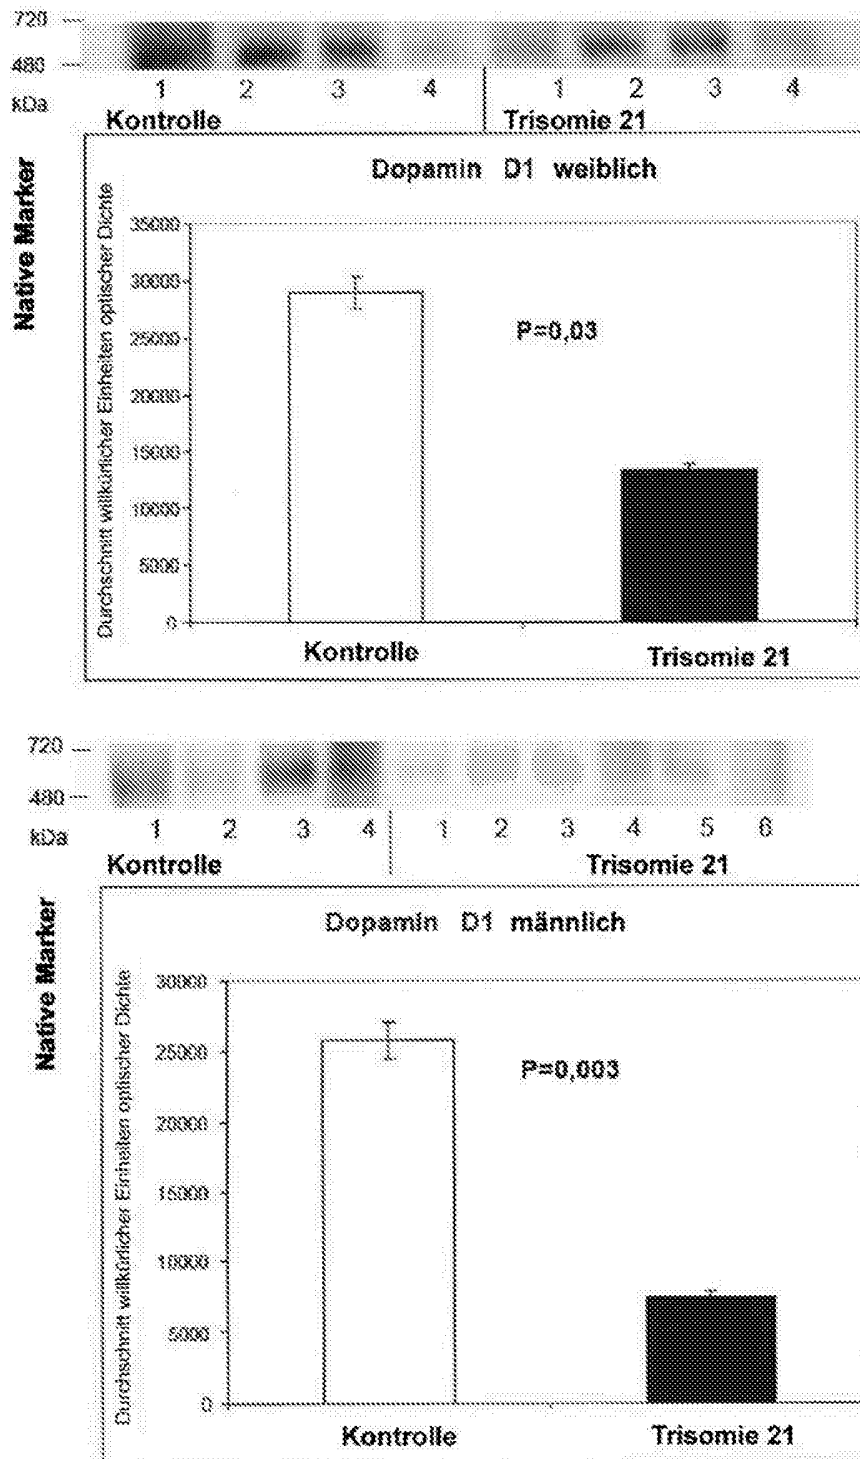 720
480
kDa
1 2 3 4 1 2 3 4
Kontrolle Trisomie 21
Native Marker
Dopamin D1 weiblich
Durchschnitt willkürlicher Einheiten optischer Dichte
35000
30000
25000
20000
15000
10000
5000
0
P=0,03
Kontrolle Trisomie 21
720
480
kDa
1 2 3 4 1 2 3 4 5 6
Kontrolle Trisomie 21
Native Marker
Dopamin D1 männlich
Durchschnitt willkürlicher Einheiten optischer Dichte
30000
25000
20000
15000
10000
5000
0
P=0,003
Kontrolle Trisomie 21